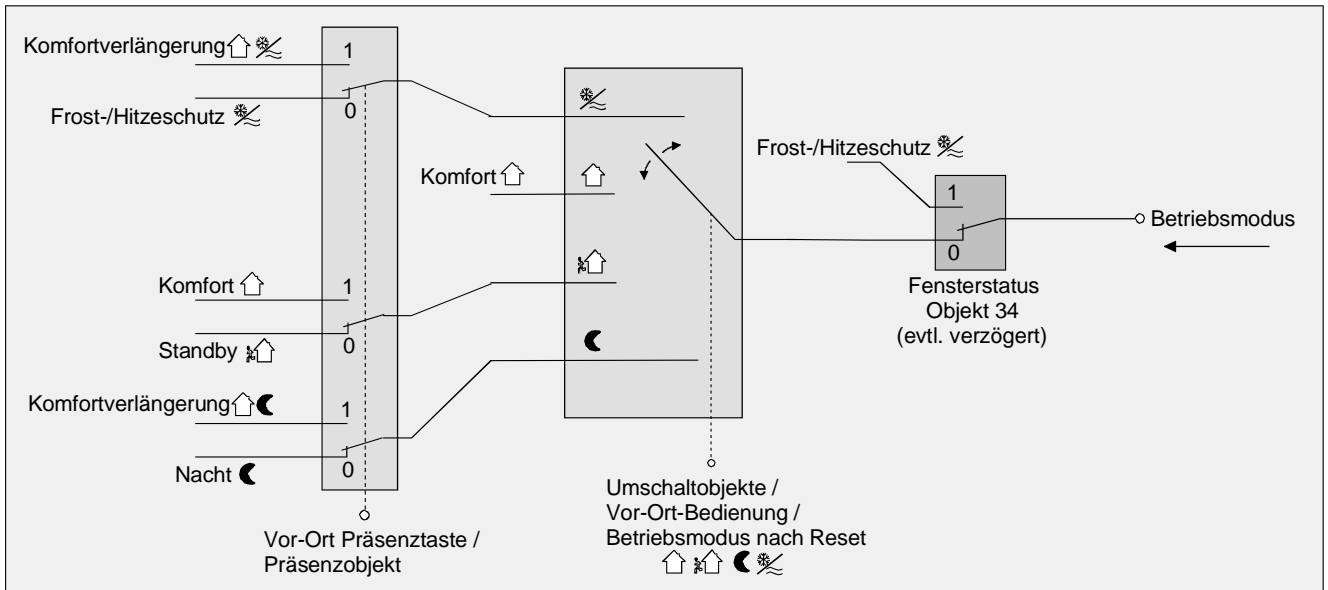 Komfortverlängerung
1
0
Frost-/Hitzeschutz
Komfort
Frost-/Hitzeschutz
1
0
Betriebsmodus
Fensterstatus
Objekt 34
(evtl. verzögert)
Komfort
1
0
Standby
Komfortverlängerung
1
0
Nacht
Vor-Ort Präsenztaste /
Präsenzobjekt
Umschaltobjekte /
Vor-Ort-Bedienung /
Betriebsmodus nach Reset